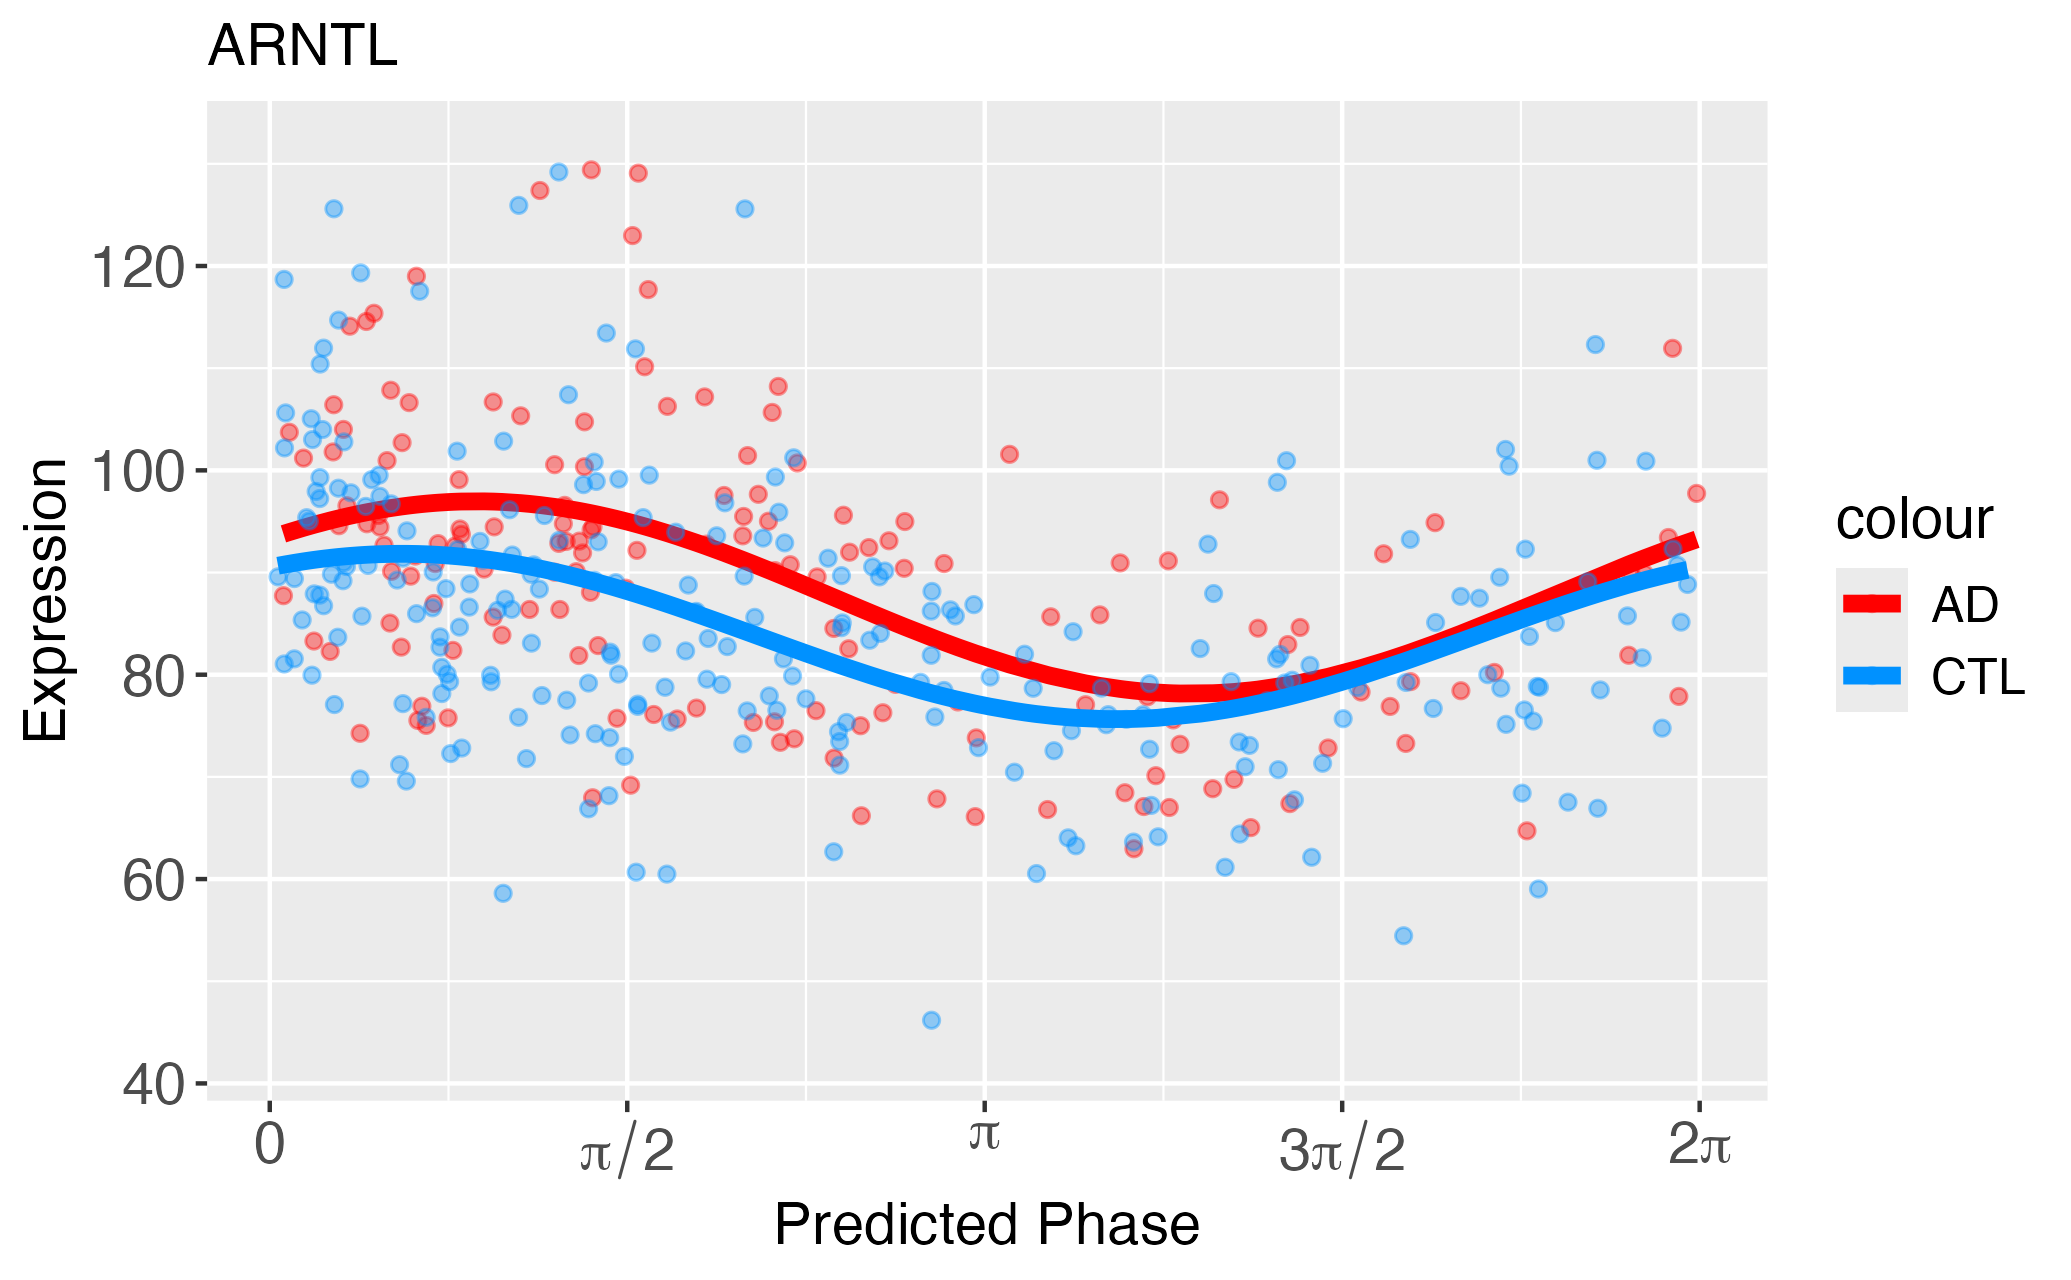 ARNTL
Expression
120
100
80
60
40
0
π/2
π
3π/2
2π
Predicted Phase
colour
AD
CTL